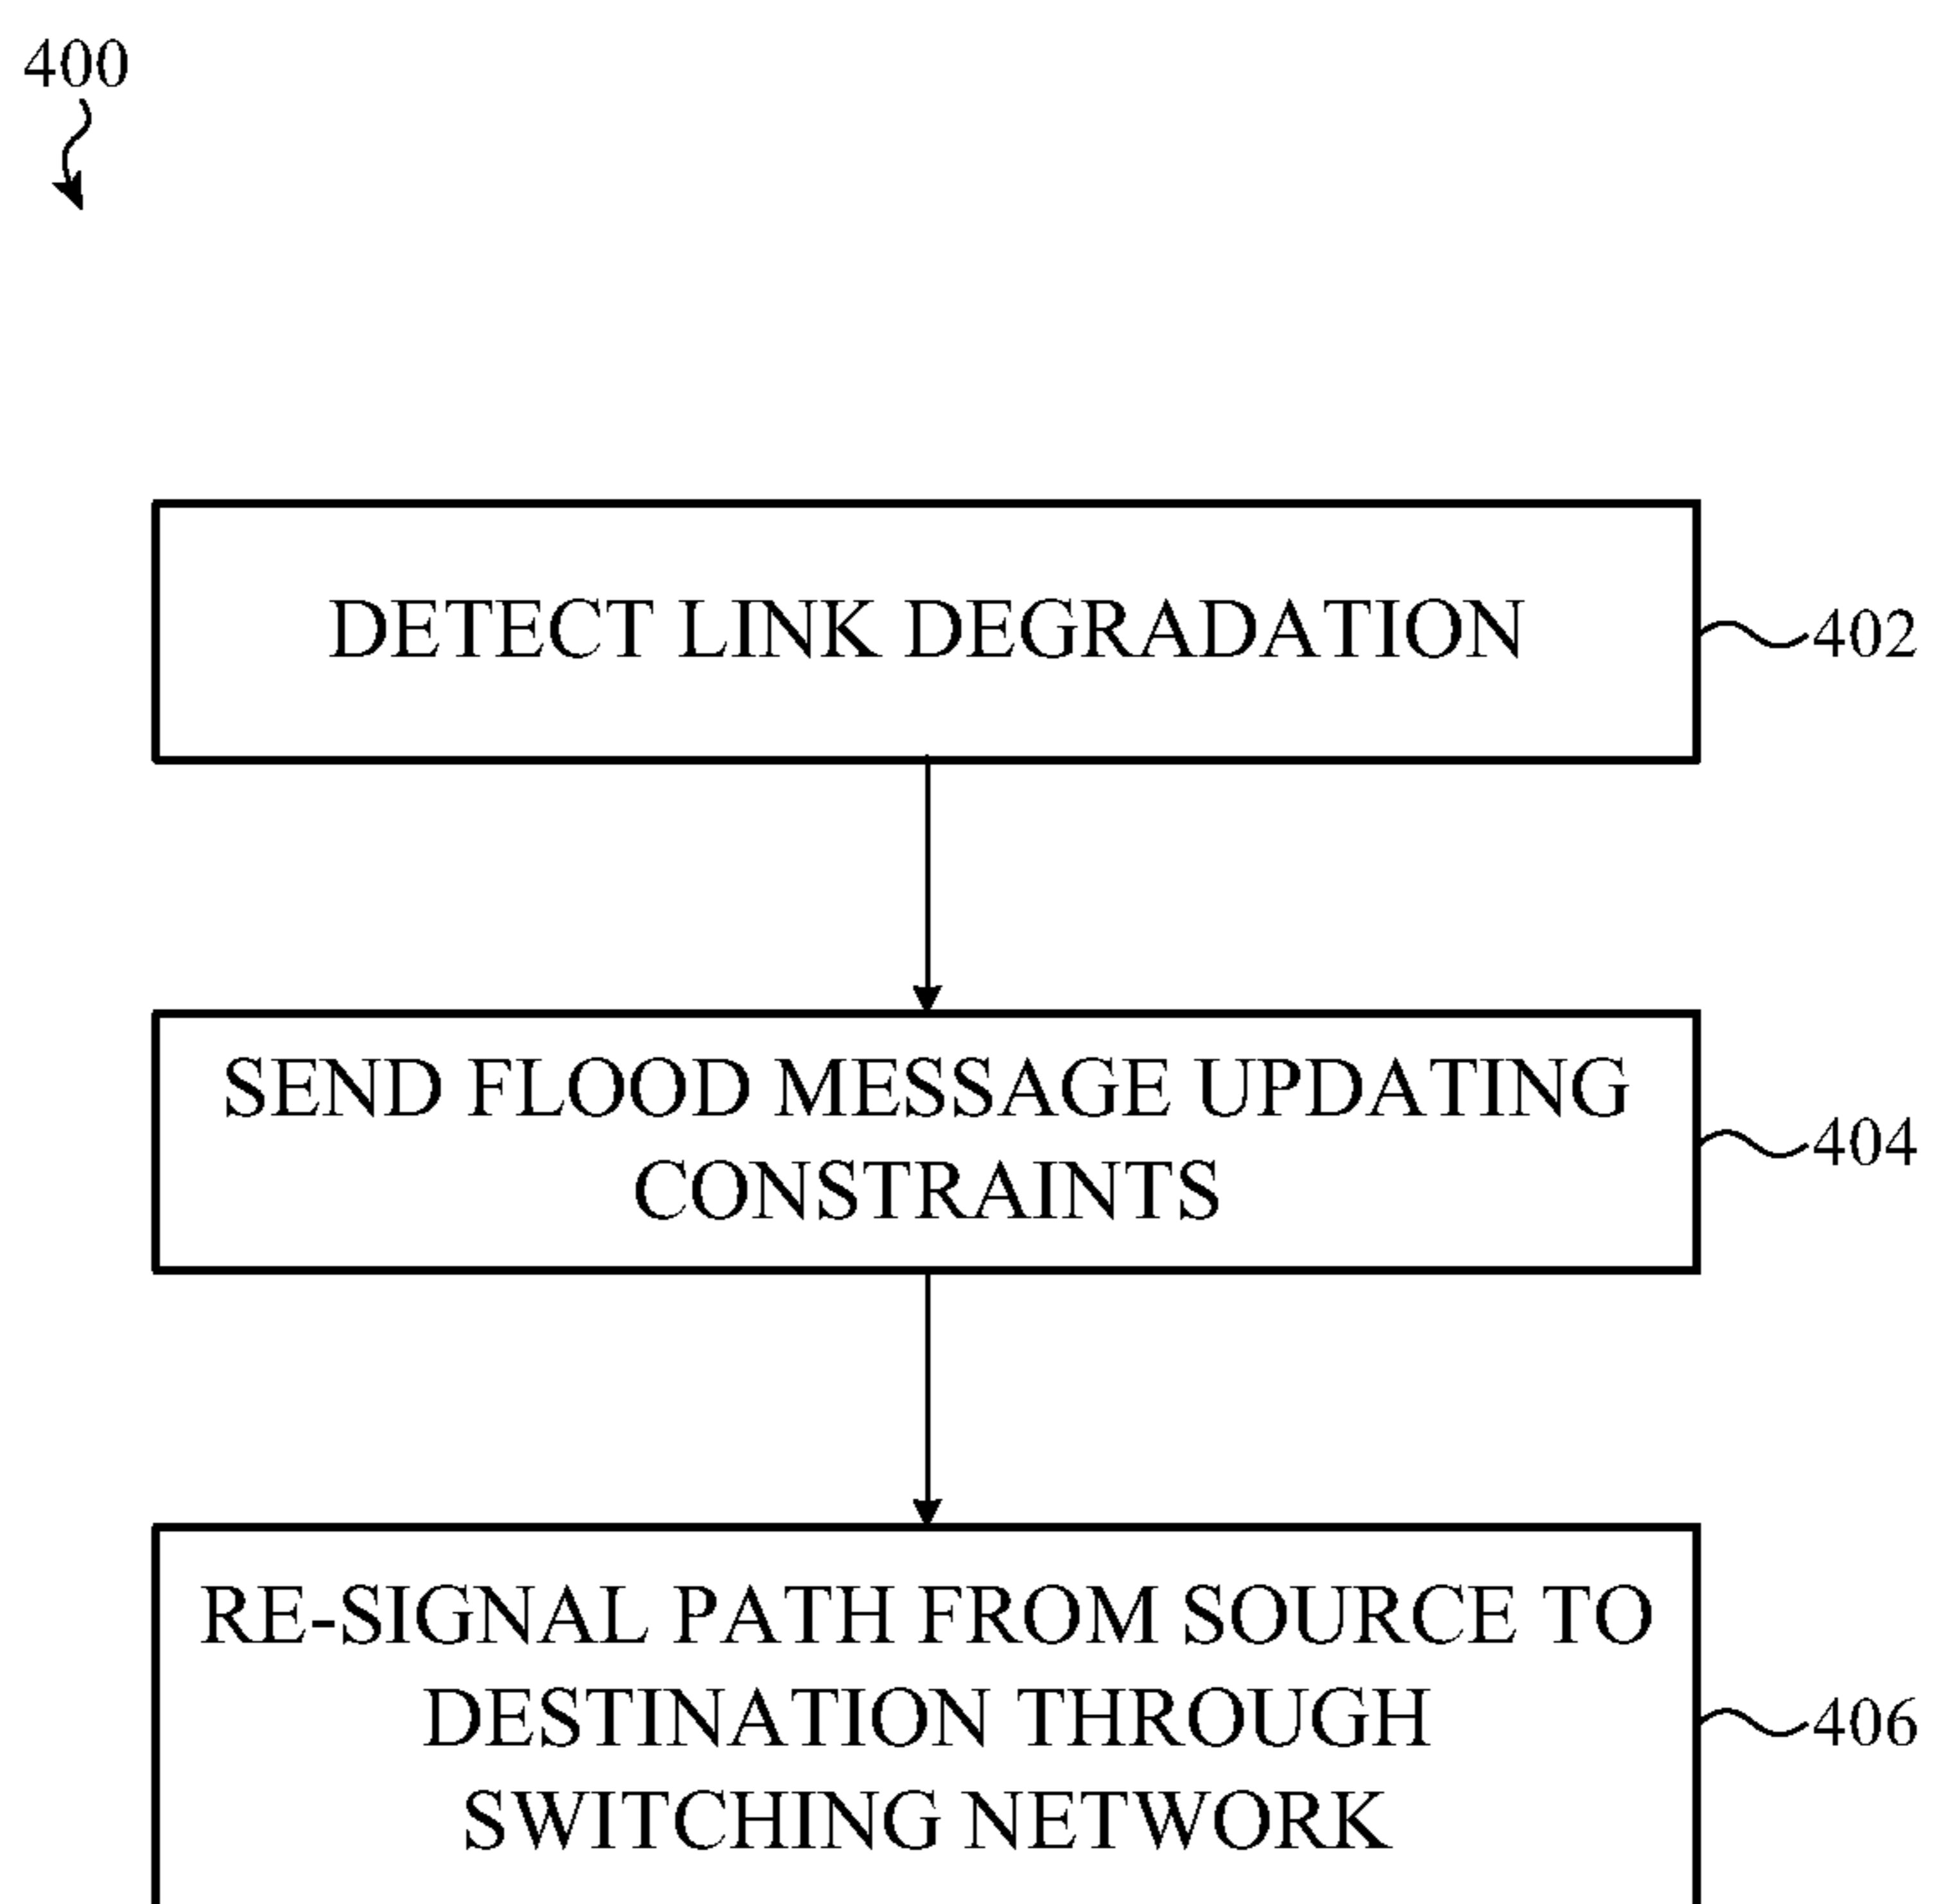 400
DETECT LINK DEGRADATION
402
SEND FLOOD MESSAGE UPDATING
CONSTRAINTS
404
RE-SIGNAL PATH FROM SOURCE TO
DESTINATION THROUGH
SWITCHING NETWORK
406